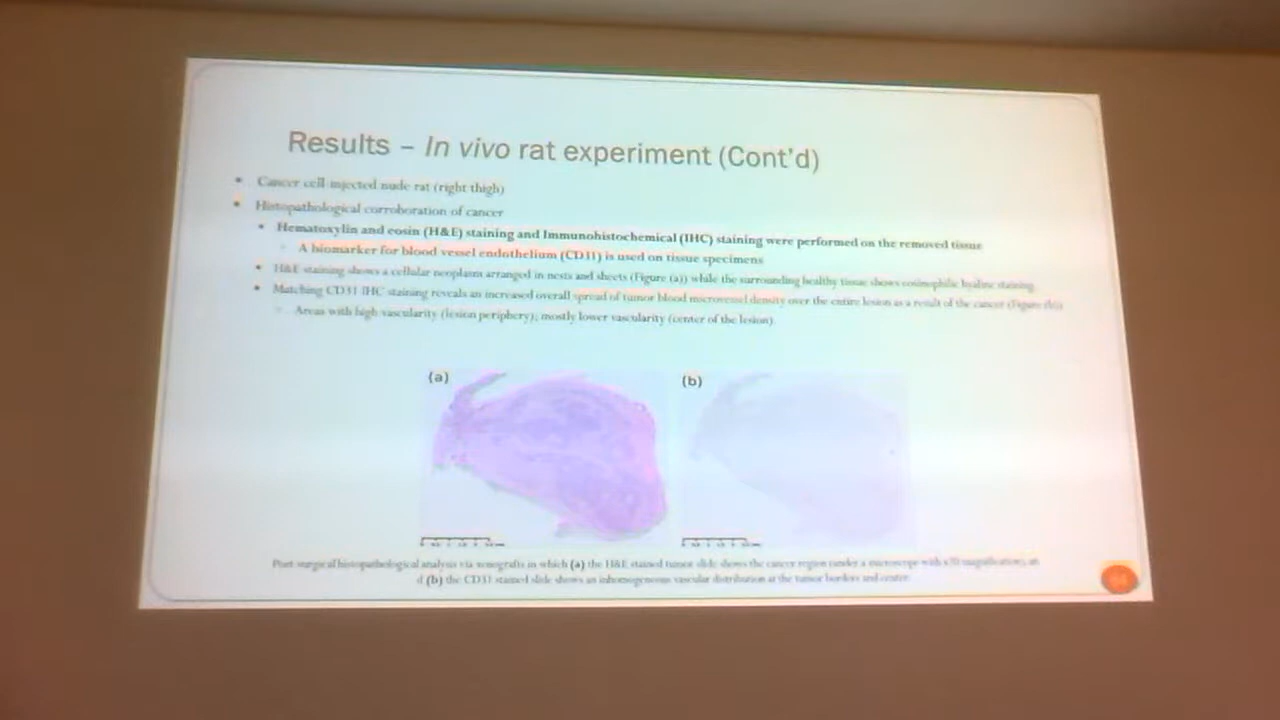 Results – In vivo rat experiment (Cont'd)
• Cancer cell-injected nude rat (right thigh)
• Histopathological corroboration of cancer
• Hematoxylin and eosin (H&E) staining and Immunohistochemical (IHC) staining were performed on the removed tissue
A biomarker for blood vessel endothelium (CD31) is used on tissue specimens
• H&E staining shows a cellular neoplasm arranged in nests and sheets (Figure (a)) while the surrounding healthy tissue shows eosinophilic hyaline staining
• Matching CD31 IHC staining reveals an increased overall spread of tumor blood microvessel density over the entire lesion as a result of the cancer (Figure (b))
Areas with high vascularity (lesion periphery); mostly lower vascularity (center of the lesion)
(a) (b)
Post-surgical histopathological analysis via xenografts in which (a) the H&E stained tumor slide shows the cancer region (under a microscope with x20 magnification), an
d (b) the CD31 stained slide shows an inhomogenous vascular distribution at the tumor borders and center.